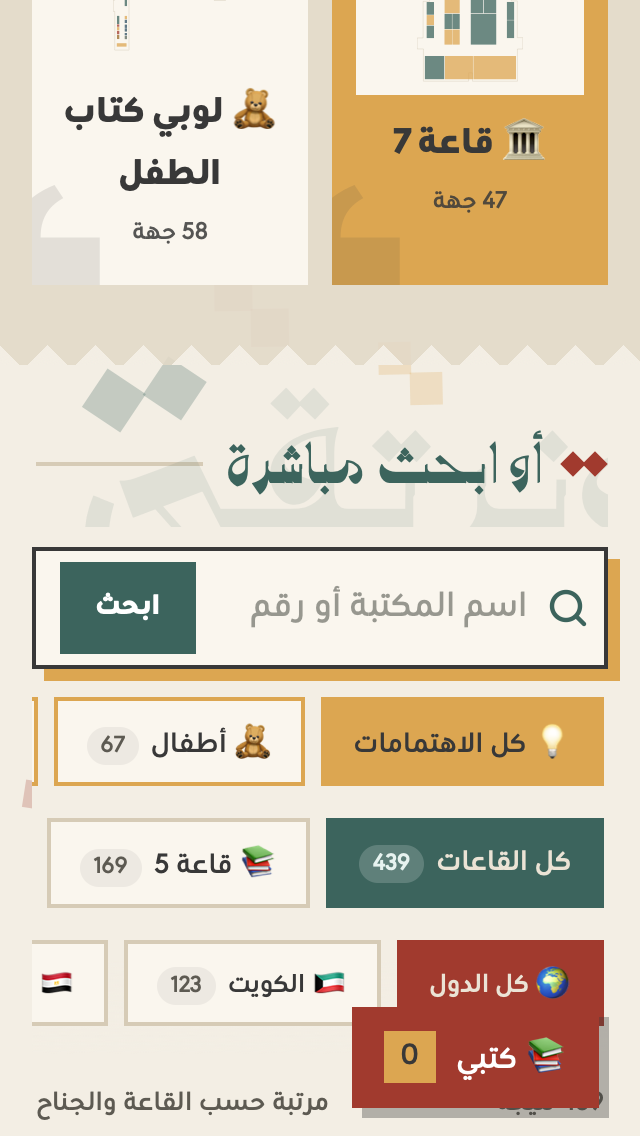 قاعة 7
47 جهة
لوبي كتاب
الطفل
58 جهة
أو ابحث مباشرة
اسم المكتبة أو رقم
ابحث
كل الاهتمامات
أطفال 67
كل القاعات 439
قاعة 5 169
كل الدول
الكويت 123
كتبي 0
مرتبة حسب القاعة والجناح